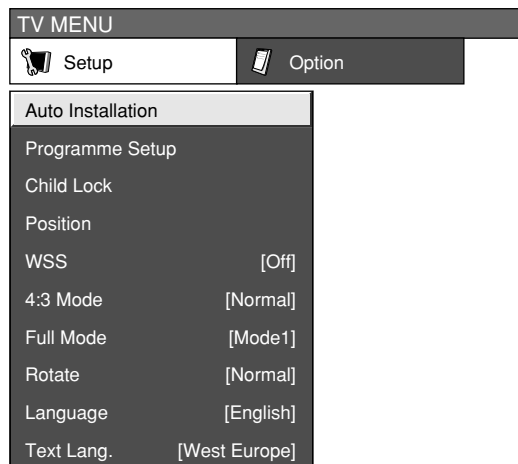 TV MENU
Setup Option
Auto Installation
Programme Setup
Child Lock
Position
WSS [Off]
4:3 Mode [Normal]
Full Mode [Mode1]
Rotate [Normal]
Language [English]
Text Lang. [West Europe]